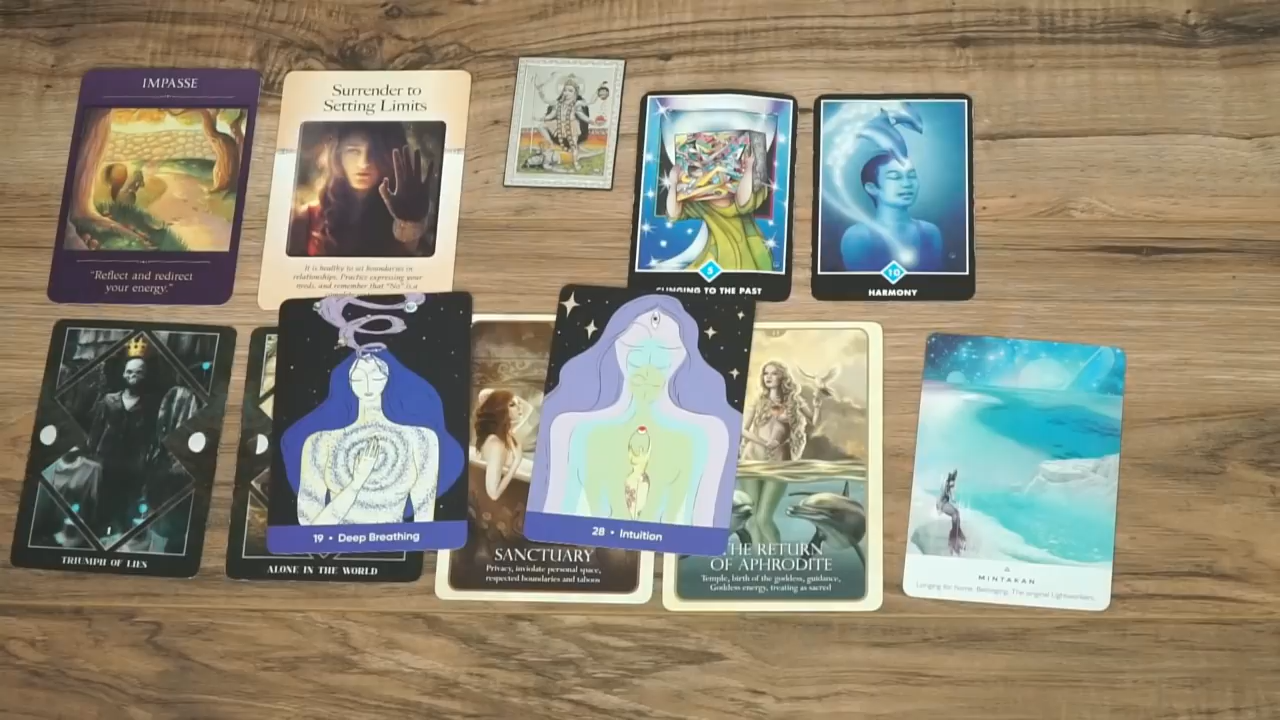 IMPASSE
"Reflect and redirect
your energy."
Surrender to
Setting Limits
It is healthy to set boundaries in
relationships. Practice expressing your
needs, and remember that "No" is a
5
CLINGING TO THE PAST
10
HARMONY
TRIUMPH OF LIES
ALONE IN THE WORLD
19 • Deep Breathing
SANCTUARY
Privacy, inviolate personal space,
respected boundaries and taboos
28 • Intuition
THE RETURN
OF APHRODITE
Temple, birth of the goddess, guidance,
Goddess energy, treating as sacred
MINTAKAN
Longing for home. Belonging. The original Lightworkers.